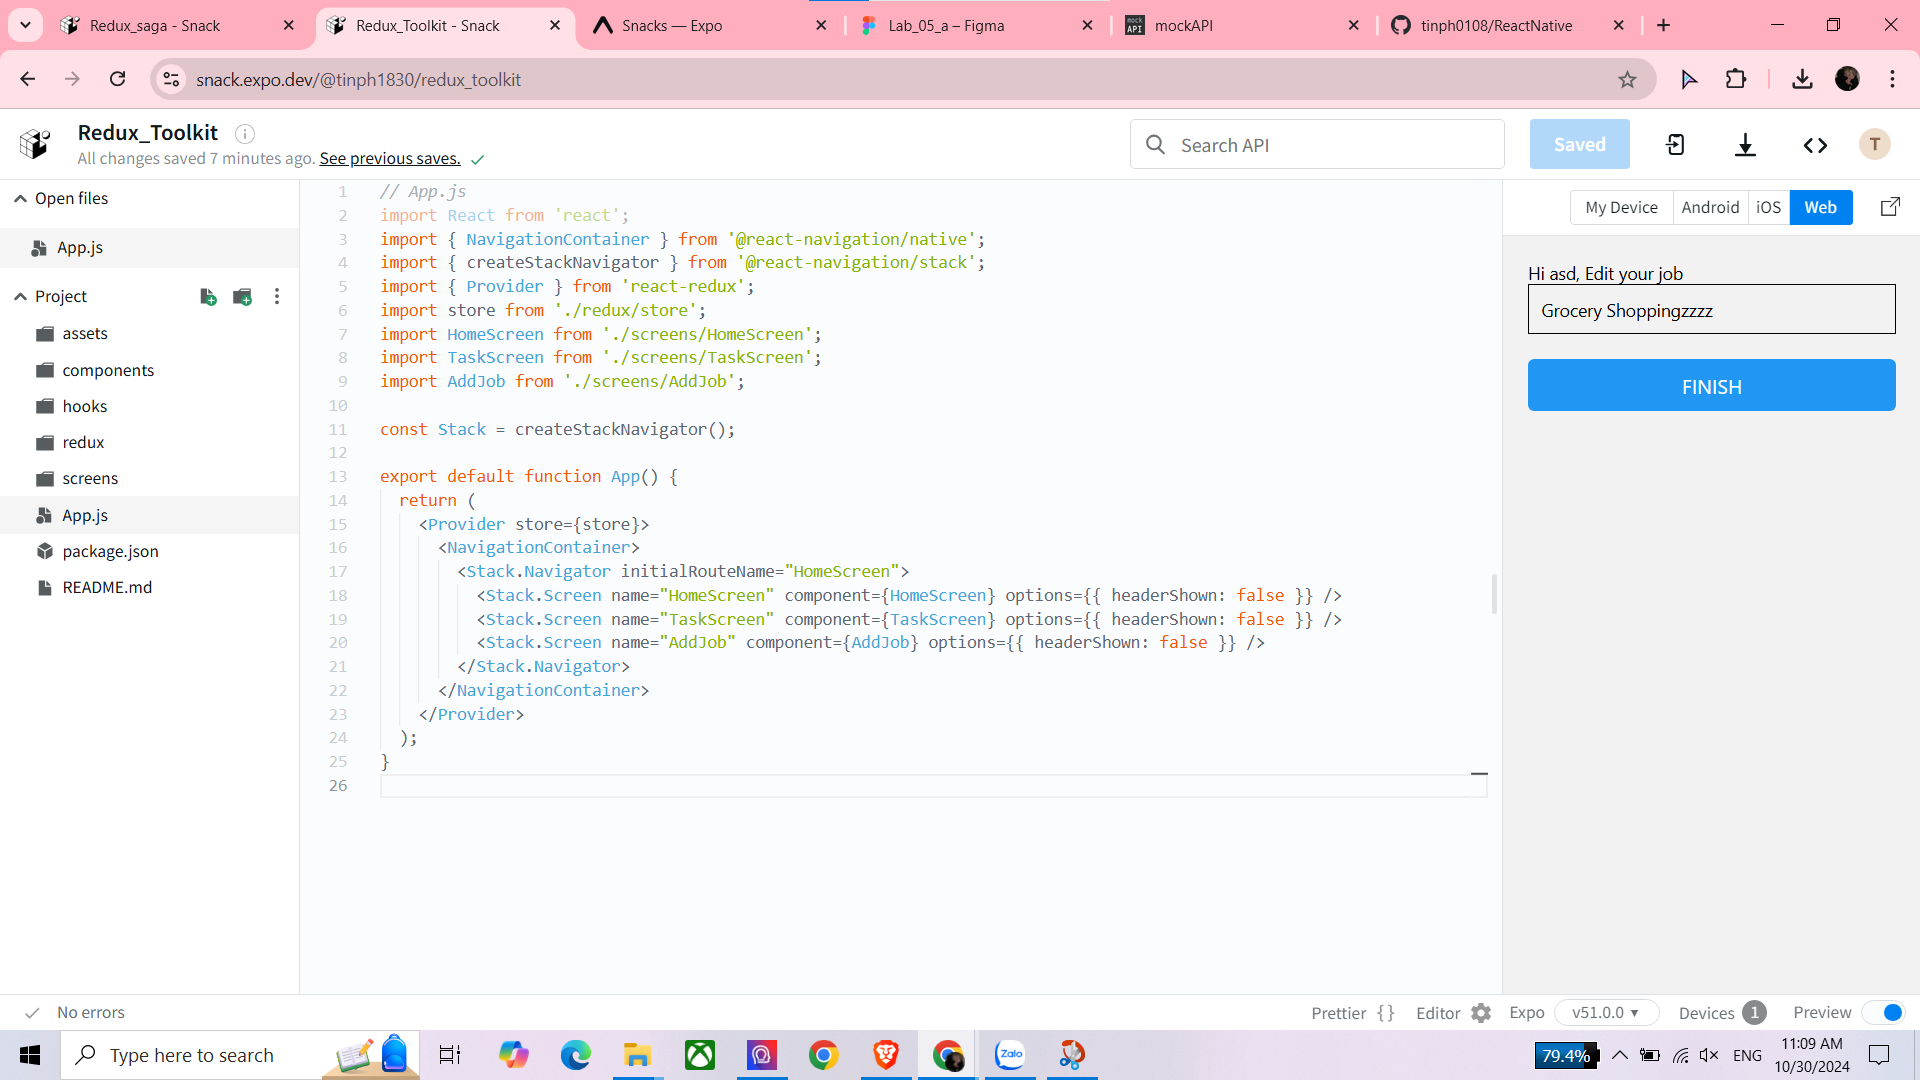 Redux_saga - Snack
Redux_Toolkit - Snack
Snacks — Expo
Lab_05_a – Figma
mock API
mockAPI
tinph0108/ReactNative
snack.expo.dev/@tinph1830/redux_toolkit
Redux_Toolkit
All changes saved 7 minutes ago. See previous saves.
Search API
Saved
T
Open files
App.js
Project
assets
components
hooks
redux
screens
App.js
package.json
README.md
1 // App.js
2 import React from 'react';
3 import { NavigationContainer } from '@react-navigation/native';
4 import { createStackNavigator } from '@react-navigation/stack';
5 import { Provider } from 'react-redux';
6 import store from './redux/store';
7 import HomeScreen from './screens/HomeScreen';
8 import TaskScreen from './screens/TaskScreen';
9 import AddJob from './screens/AddJob';
10
11 const Stack = createStackNavigator();
12
13 export default function App() {
14 return (
15 <Provider store={store}>
16 <NavigationContainer>
17 <Stack.Navigator initialRouteName="HomeScreen">
18 <Stack.Screen name="HomeScreen" component={HomeScreen} options={{ headerShown: false }} />
19 <Stack.Screen name="TaskScreen" component={TaskScreen} options={{ headerShown: false }} />
20 <Stack.Screen name="AddJob" component={AddJob} options={{ headerShown: false }} />
21 </Stack.Navigator>
22 </NavigationContainer>
23 </Provider>
24 );
25 }
26
My Device
Android
iOS
Web
Hi asd, Edit your job
Grocery Shoppingzzzz
FINISH
No errors
Prettier {}
Editor
Expo
v51.0.0
Devices 1
Preview
Type here to search
Zalo
79.4%
ENG
11:09 AM
10/30/2024